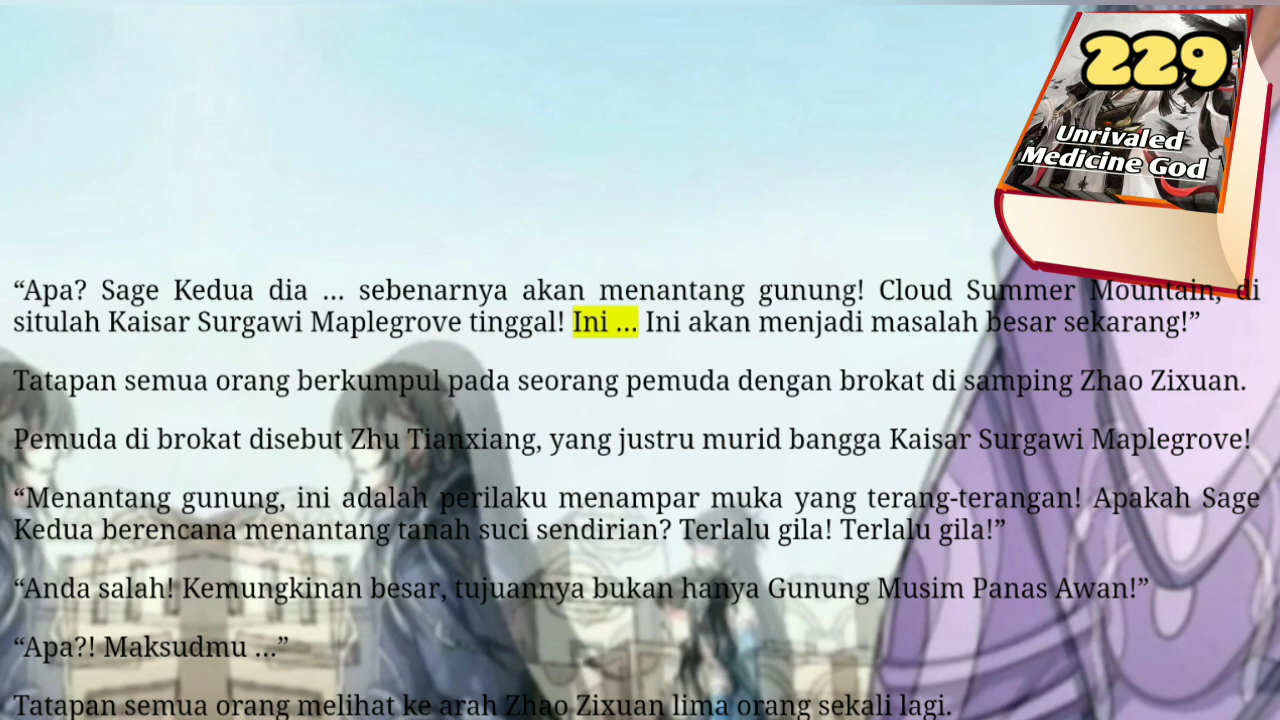 229
Unrivaled
Medicine God
“Apa? Sage Kedua dia ... sebenarnya akan menantang gunung! Cloud Summer Mountain, di
situlah Kaisar Surgawi Maplegrove tinggal! Ini ... Ini akan menjadi masalah besar sekarang!”
Tatapan semua orang berkumpul pada seorang pemuda dengan brokat di samping Zhao Zixuan.
Pemuda di brokat disebut Zhu Tianxiang, yang justru murid bangga Kaisar Surgawi Maplegrove!
“Menantang gunung, ini adalah perilaku menampar muka yang terang-terangan! Apakah Sage
Kedua berencana menantang tanah suci sendirian? Terlalu gila! Terlalu gila!”
“Anda salah! Kemungkinan besar, tujuannya bukan hanya Gunung Musim Panas Awan!”
“Apa?! Maksudmu ...”
Tatapan semua orang melihat ke arah Zhao Zixuan lima orang sekali lagi.